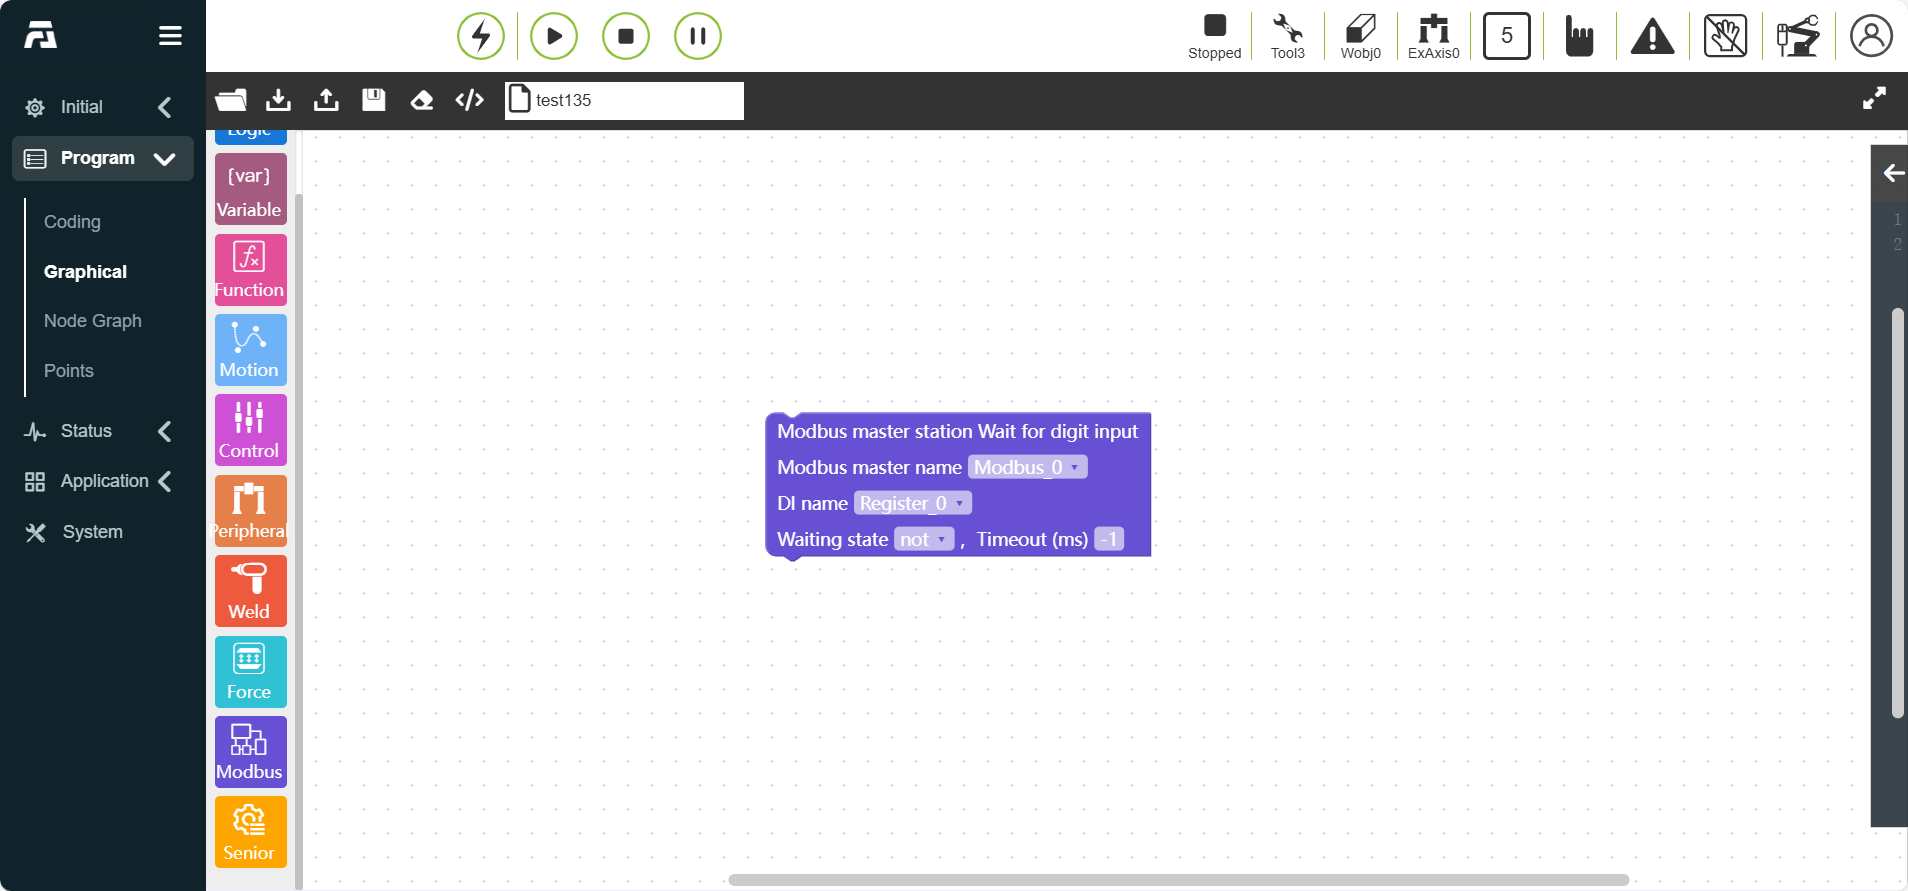 Stopped
Tool3
Wobj0
ExAxis0
5
Initial
Program
Coding
Graphical
Node Graph
Points
Status
Application
System
</>
test135
Logic
{var}
Variable
fx
Function
Motion
Control
Peripheral
Weld
Force
Modbus
Senior
Modbus master station Wait for digit input
Modbus master name Modbus_0
DI name Register_0
Waiting state not , Timeout (ms) -1
1
2